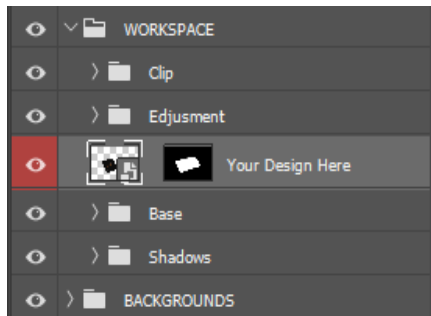 WORKSPACE
Clip
Edjusment
Your Design Here
Base
Shadows
BACKGROUNDS